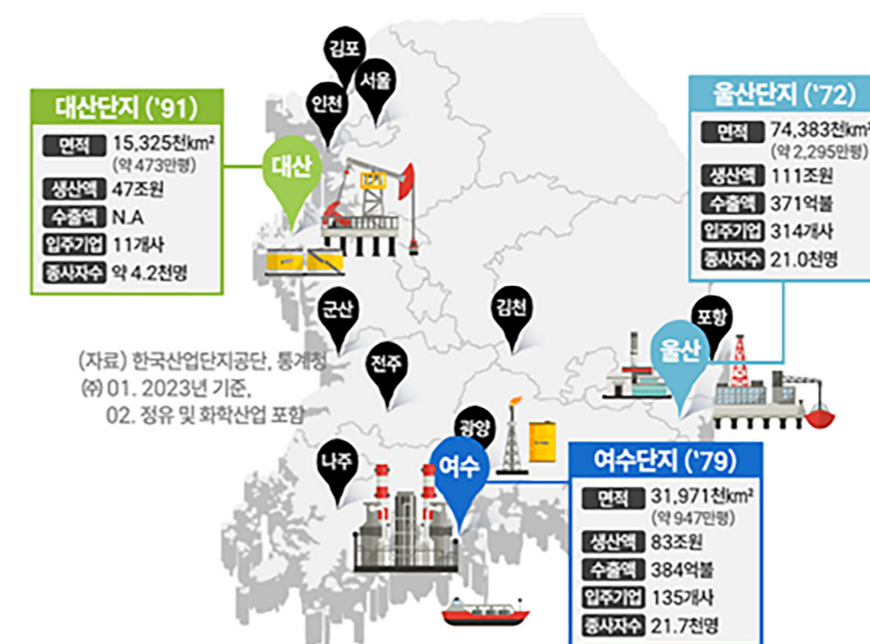 김포
서울
인천
대산단지 ('91)
면적 15,325천km²
(약 473만평)
생산액 47조원
수출액 N.A
입주기업 11개사
종사자수 약 4.2천명
대산
울산단지 ('72)
면적 74,383천km²
(약 2,295만평)
생산액 111조원
수출액 371억불
입주기업 314개사
종사자수 21.0천명
군산
김천
포항
울산
전주
(자료) 한국산업단지공단, 통계청
㈜ 01. 2023년 기준,
02. 정유 및 화학산업 포함
광양
나주
여수
여수단지 ('79)
면적 31,971천km²
(약 947만평)
생산액 83조원
수출액 384억불
입주기업 135개사
종사자수 21.7천명